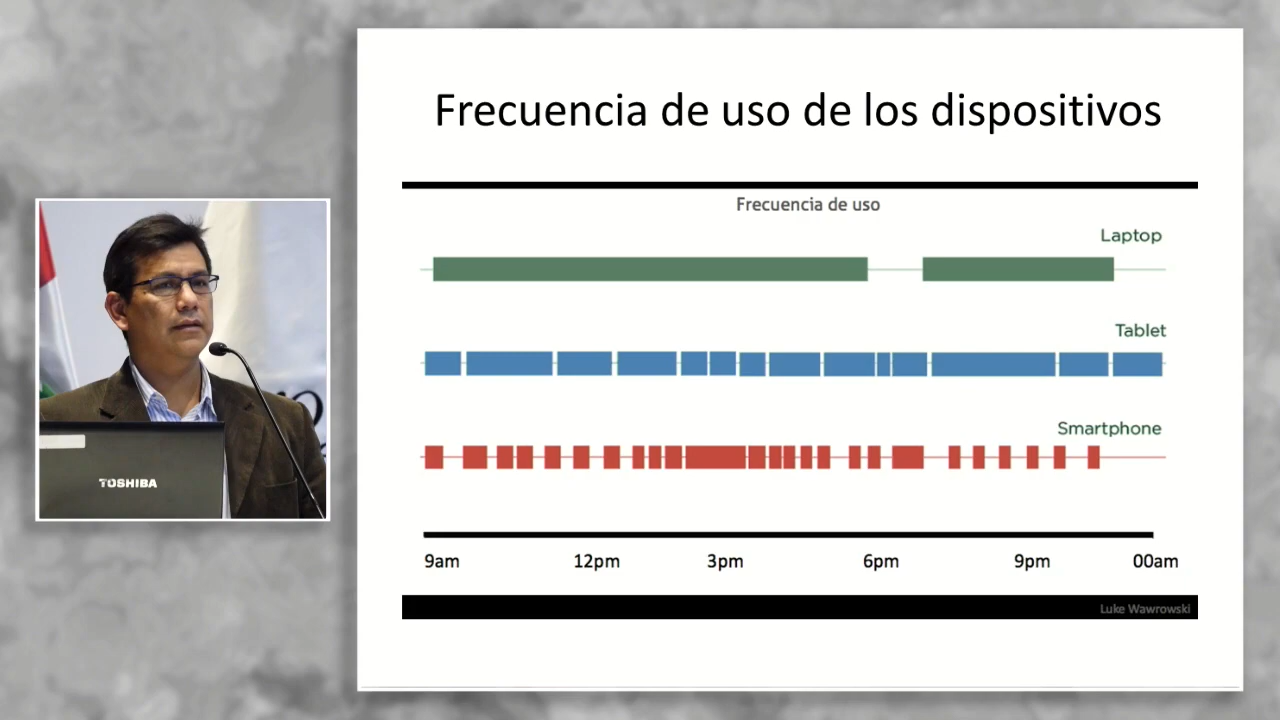 Frecuencia de uso de los dispositivos
Frecuencia de uso
Laptop
Tablet
Smartphone
9am 12pm 3pm 6pm 9pm 00am
Luke Wawrowski
TOSHIBA